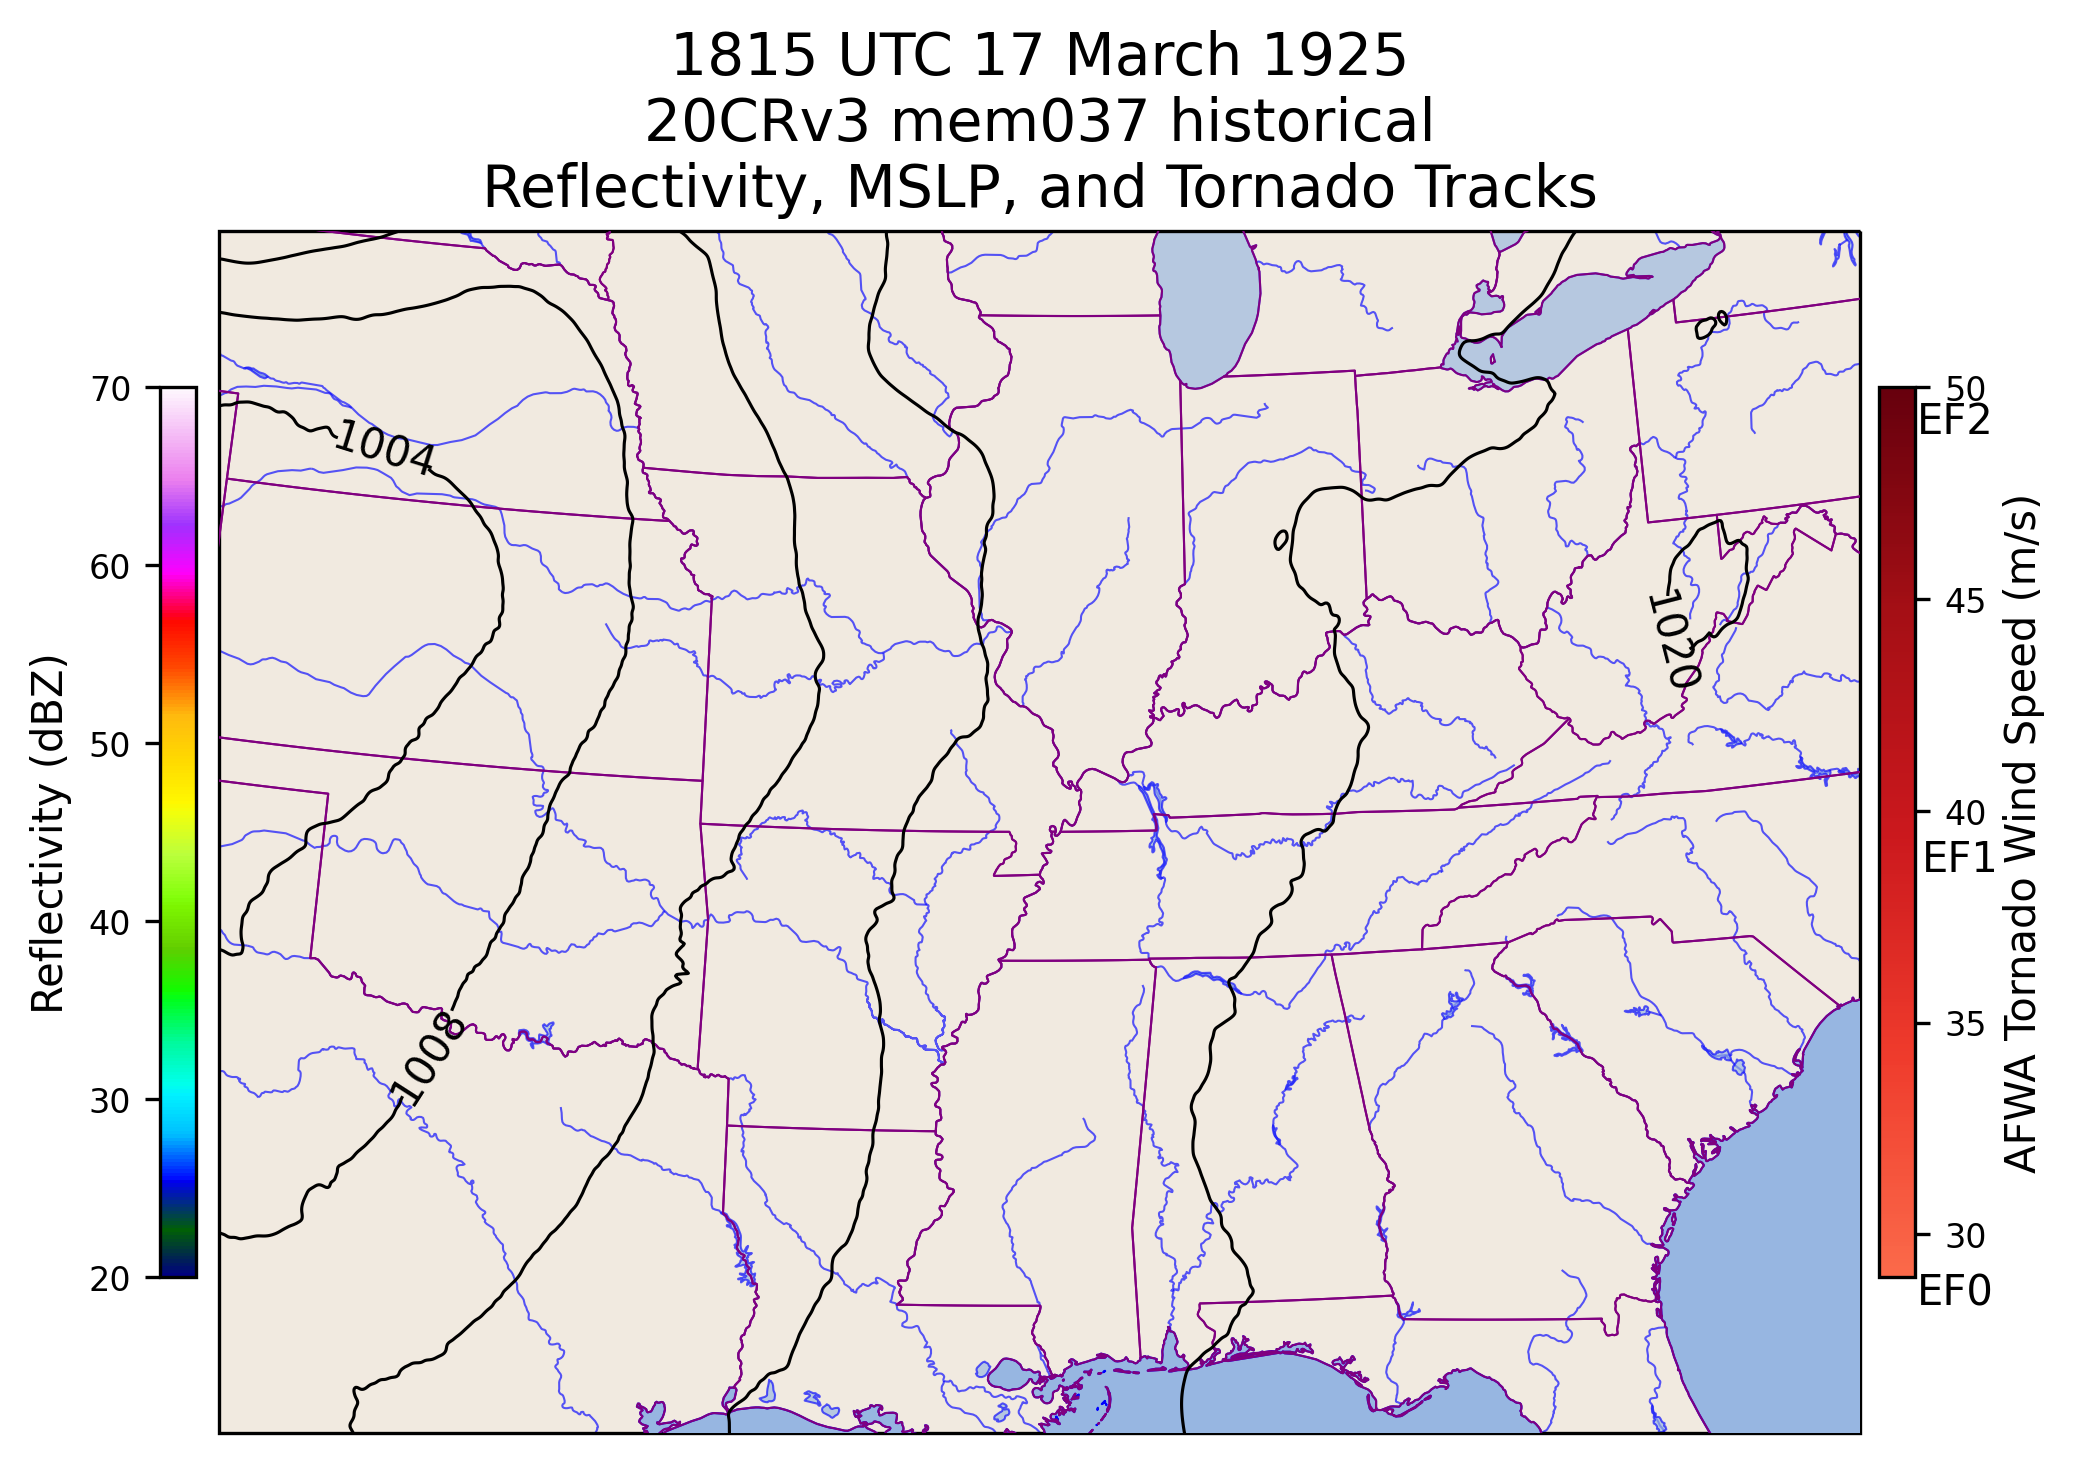 1815 UTC 17 March 1925
20CRv3 mem037 historical
Reflectivity, MSLP, and Tornado Tracks
Reflectivity (dBZ)
70
60
50
40
30
20
1004
1008
1020
50
EF2
45
40
EF1
35
30
EF0
AFWA Tornado Wind Speed (m/s)